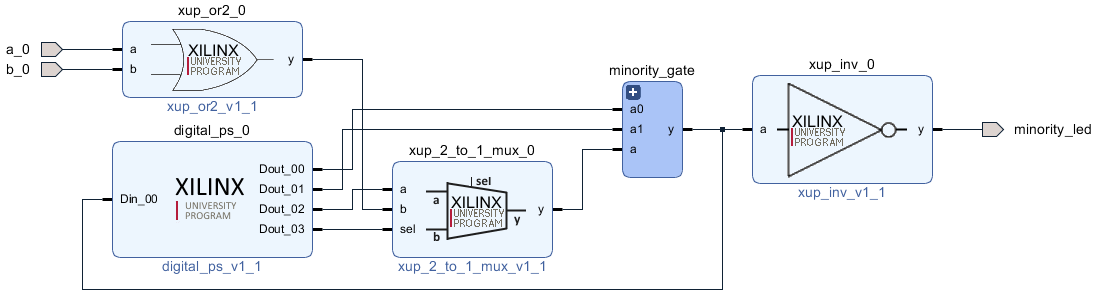 xup_or2_0
a_0
b_0
a
b
XILINX
UNIVERSITY
PROGRAM
y
xup_or2_v1_1
digital_ps_0
Din_00
XILINX
UNIVERSITY
PROGRAM
Dout_00
Dout_01
Dout_02
Dout_03
digital_ps_v1_1
xup_2_to_1_mux_0
a
b
sel
sel
a
XILINX
UNIVERSITY
PROGRAM
b
y
y
xup_2_to_1_mux_v1_1
minority_gate
a0
a1
a
y
xup_inv_0
a
XILINX
UNIVERSITY
PROGRAM
y
xup_inv_v1_1
minority_led